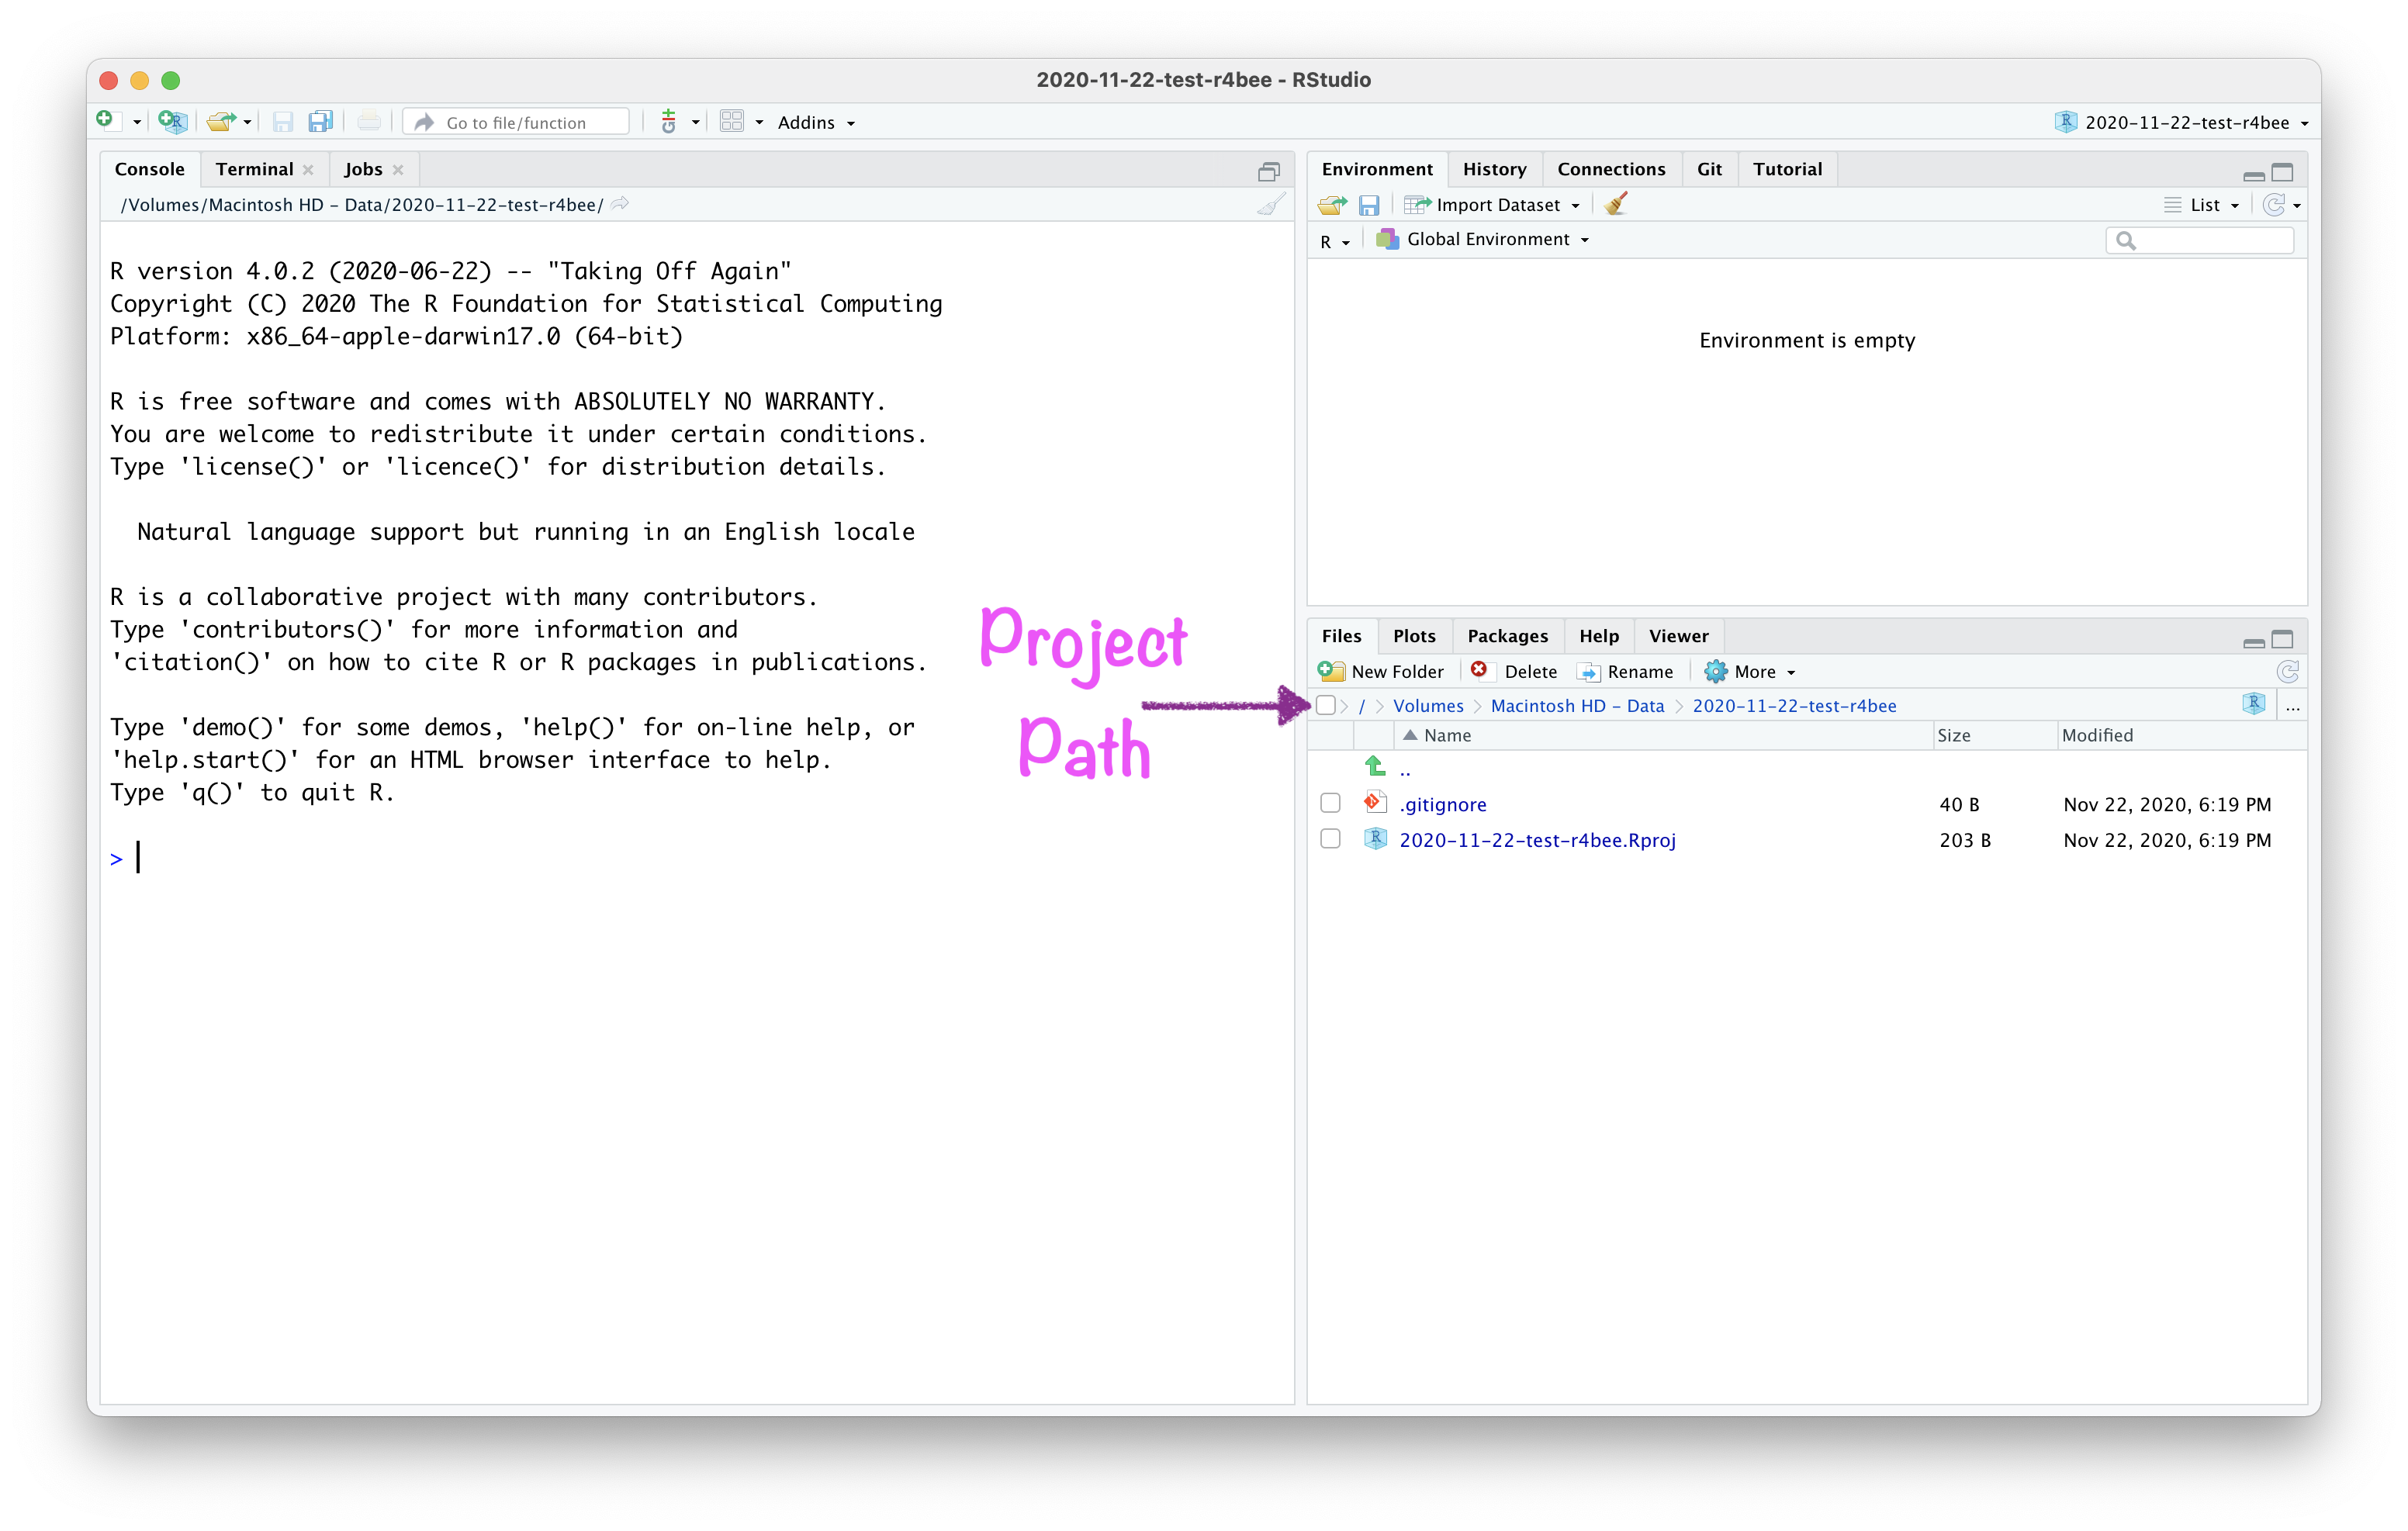 2020-11-22-test-r4bee - RStudio
Go to file/function
Addins
2020-11-22-test-r4bee
Console Terminal Jobs
/Volumes/Macintosh HD - Data/2020-11-22-test-r4bee/
R version 4.0.2 (2020-06-22) -- "Taking Off Again"
Copyright (C) 2020 The R Foundation for Statistical Computing
Platform: x86_64-apple-darwin17.0 (64-bit)
R is free software and comes with ABSOLUTELY NO WARRANTY.
You are welcome to redistribute it under certain conditions.
Type 'license()' or 'licence()' for distribution details.
Natural language support but running in an English locale
R is a collaborative project with many contributors.
Type 'contributors()' for more information and
'citation()' on how to cite R or R packages in publications.
Type 'demo()' for some demos, 'help()' for on-line help, or
'help.start()' for an HTML browser interface to help.
Type 'q()' to quit R.
>
Project
Path
Environment History Connections Git Tutorial
Import Dataset List
R Global Environment
Environment is empty
Files Plots Packages Help Viewer
New Folder Delete Rename More
/ Volumes Macintosh HD - Data 2020-11-22-test-r4bee ...
Name Size Modified
..
.gitignore 40 B Nov 22, 2020, 6:19 PM
2020-11-22-test-r4bee.Rproj 203 B Nov 22, 2020, 6:19 PM